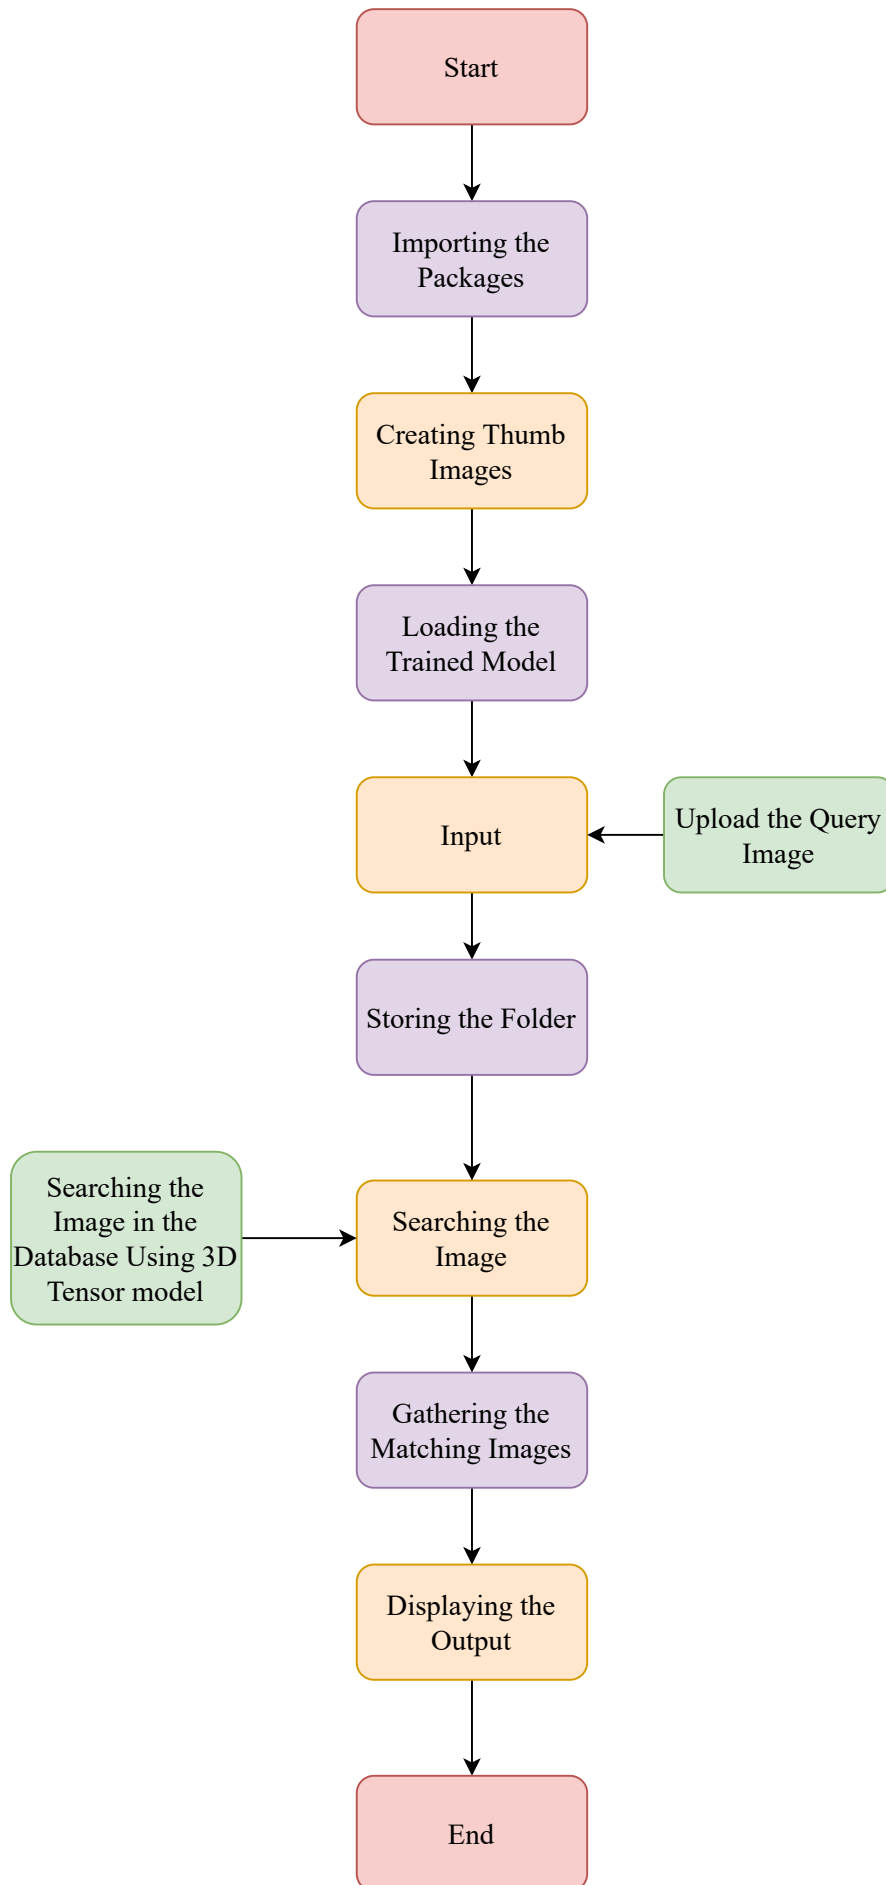 Start
Importing the
Packages
Creating Thumb
Images
Loading the
Trained Model
Input
Upload the Query
Image
Storing the Folder
Searching the
Image in the
Database Using 3D
Tensor model
Searching the
Image
Gathering the
Matching Images
Displaying the
Output
End